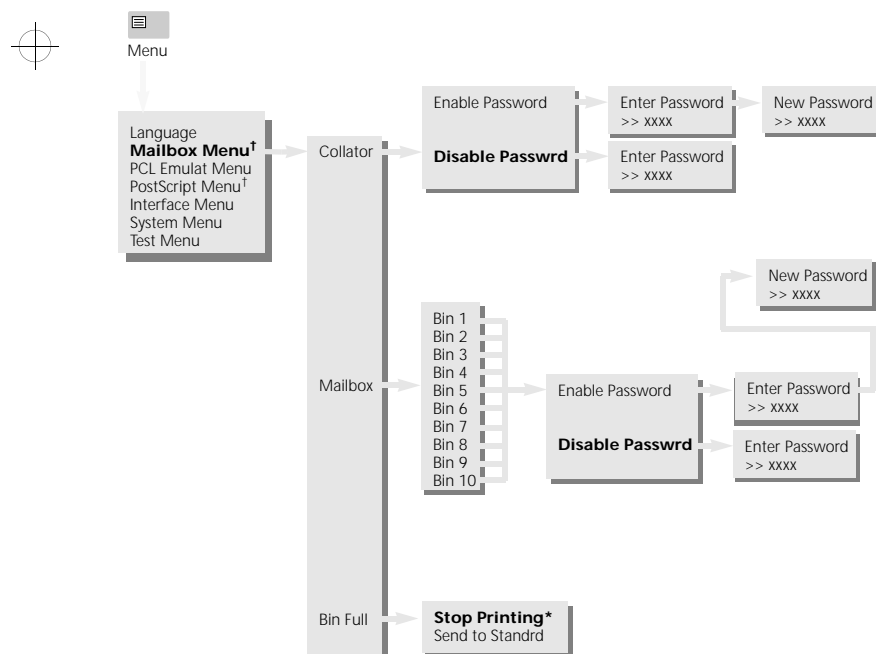 Menu
Language
Mailbox Menu†
PCL Emulat Menu
PostScript Menu†
Interface Menu
System Menu
Test Menu
Collator
Enable Password
Disable Passwrd
Enter Password
>> xxxx
New Password
>> xxxx
Enter Password
>> xxxx
Mailbox
Bin 1
Bin 2
Bin 3
Bin 4
Bin 5
Bin 6
Bin 7
Bin 8
Bin 9
Bin 10
Enable Password
Disable Passwrd
Enter Password
>> xxxx
New Password
>> xxxx
Enter Password
>> xxxx
Bin Full
Stop Printing*
Send to Standrd